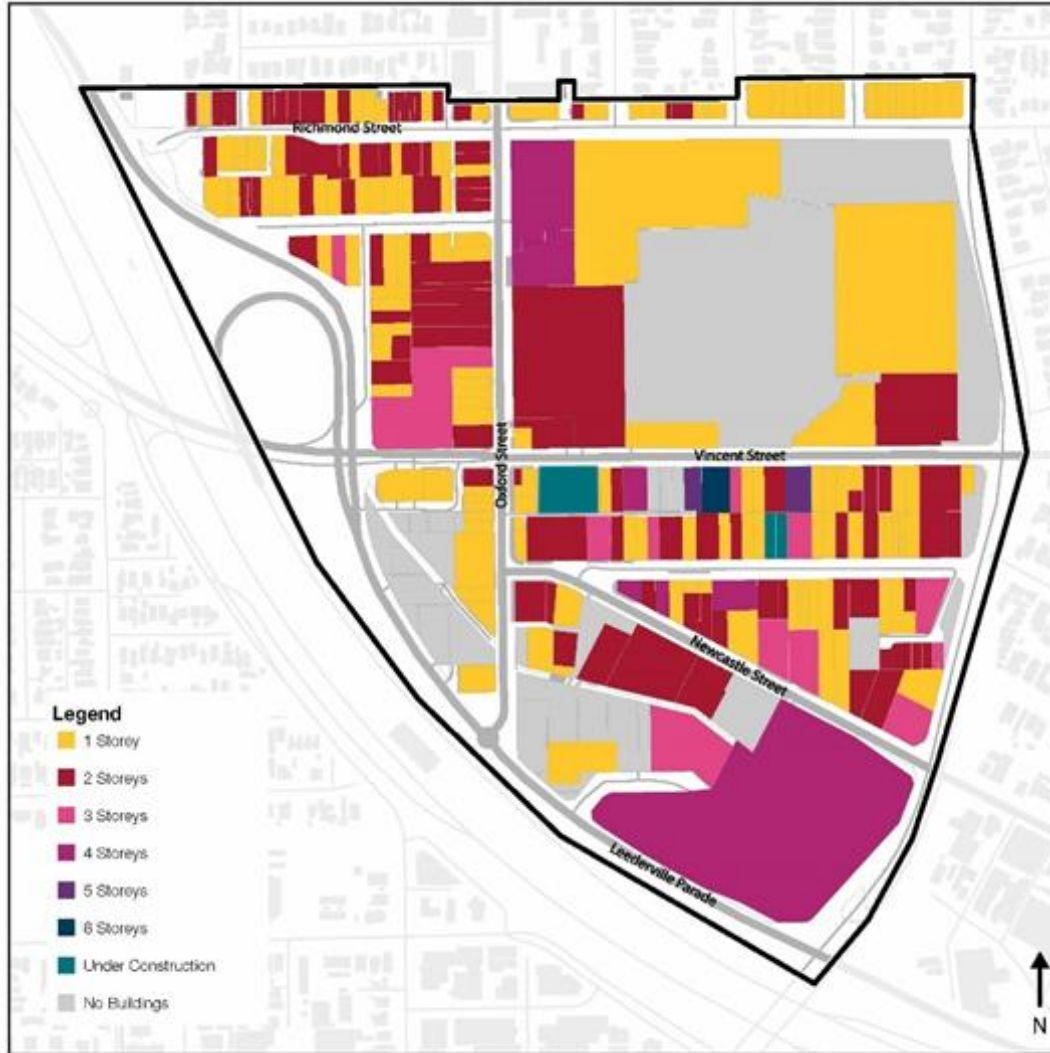 Richmond Street
Oxford Street
Vincent Street
Newcastle Street
Leederville Parade
Legend
1 Storey
2 Storeys
3 Storeys
4 Storeys
5 Storeys
6 Storeys
Under Construction
No Buildings
N